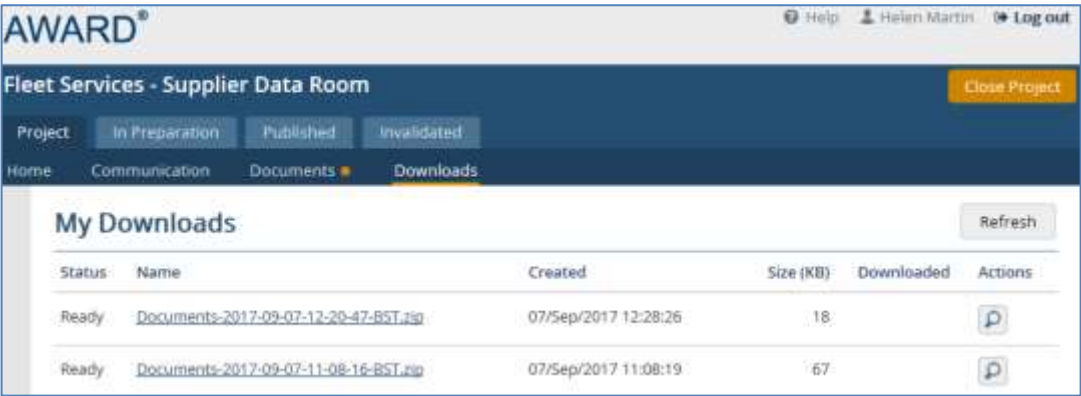 AWARD®
Help Helen Martin Log out
Fleet Services - Supplier Data Room
Close Project
Project In Preparation Published Invalidated
Home Communication Documents Downloads
My Downloads
Refresh
Status Name Created Size (KB) Downloaded Actions
Ready Documents-2017-09-07-12-20-47-BST.zip 07/Sep/2017 12:28:26 18
Ready Documents-2017-09-07-11-08-16-BST.zip 07/Sep/2017 11:08:19 67